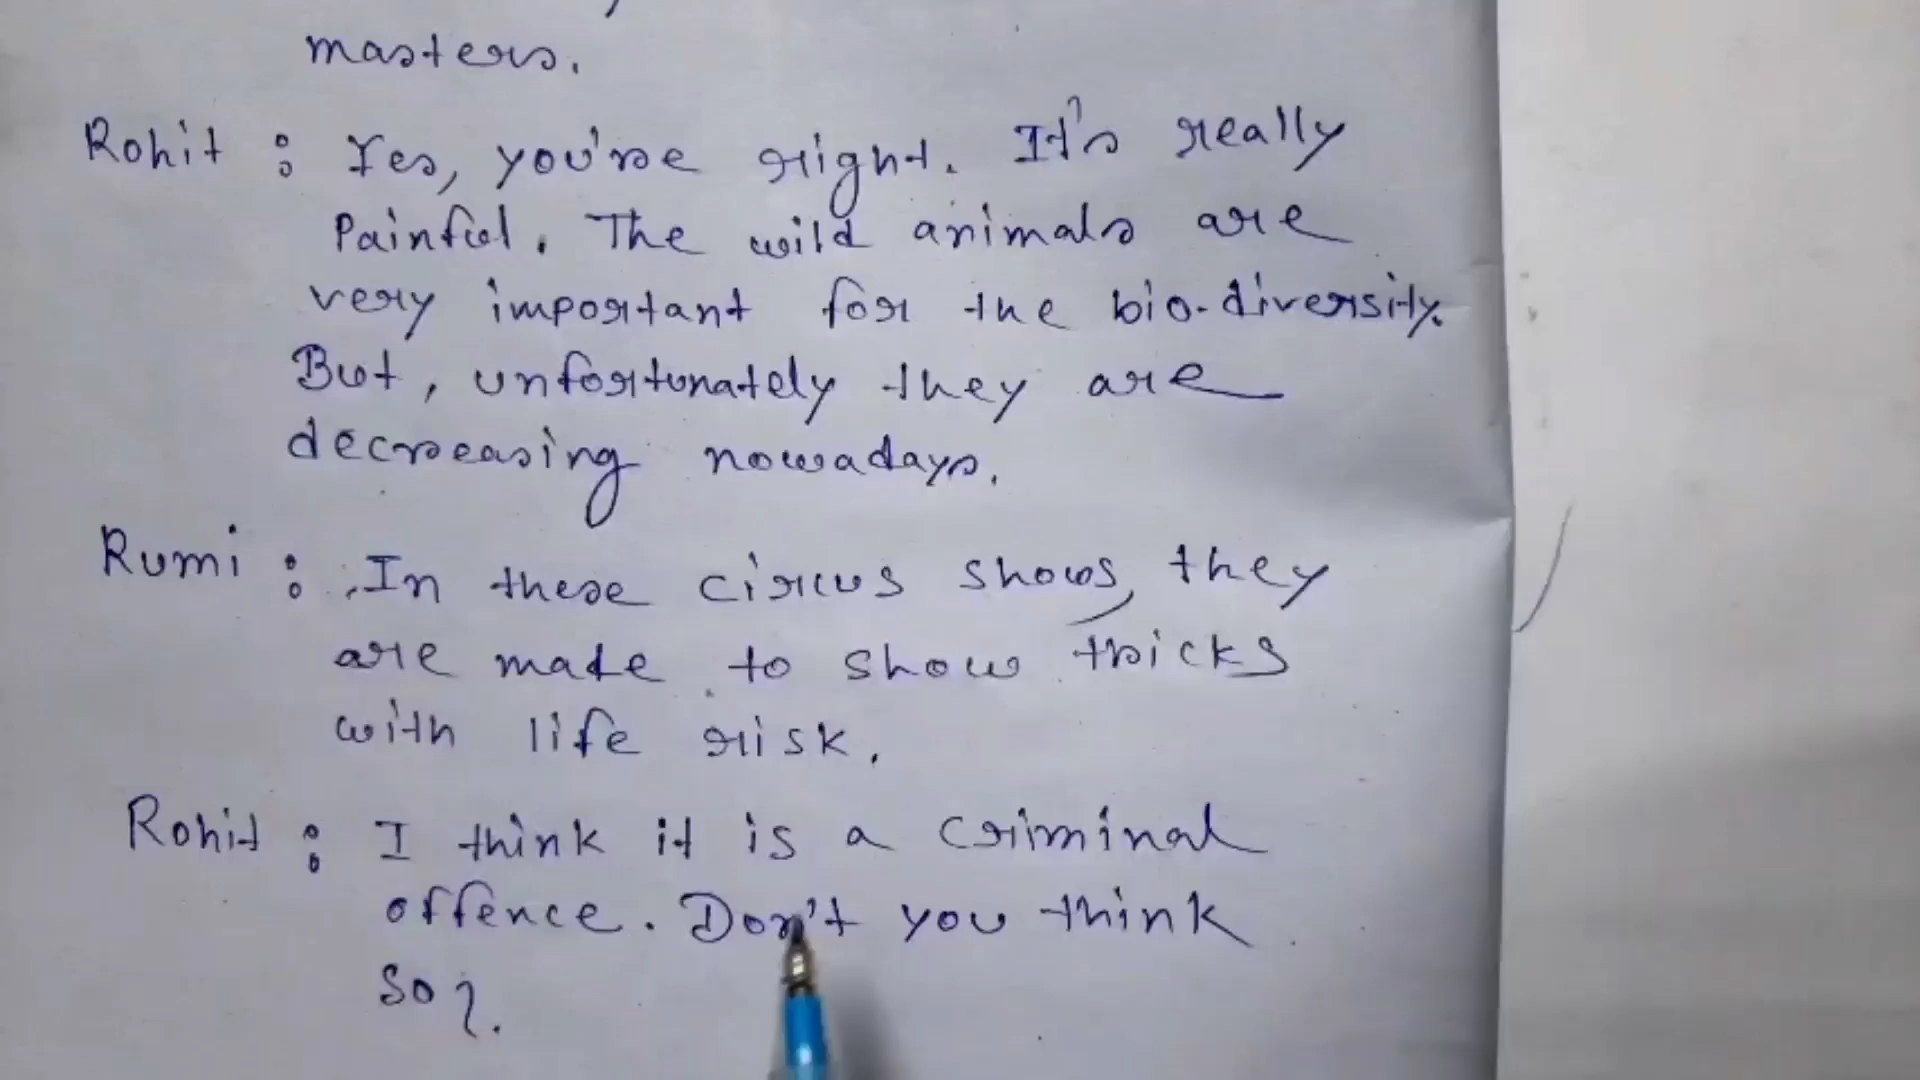 masters.
Rohit : Yes, you're right. It's really
Painful. The wild animals are
very important for the bio-diversity.
But, unfortunately they are
decreasing nowadays.
Rumi : In these circus shows, they
are made to show tricks
with life risk.
Rohit : I think it is a criminal
offence. Don't you think
so?